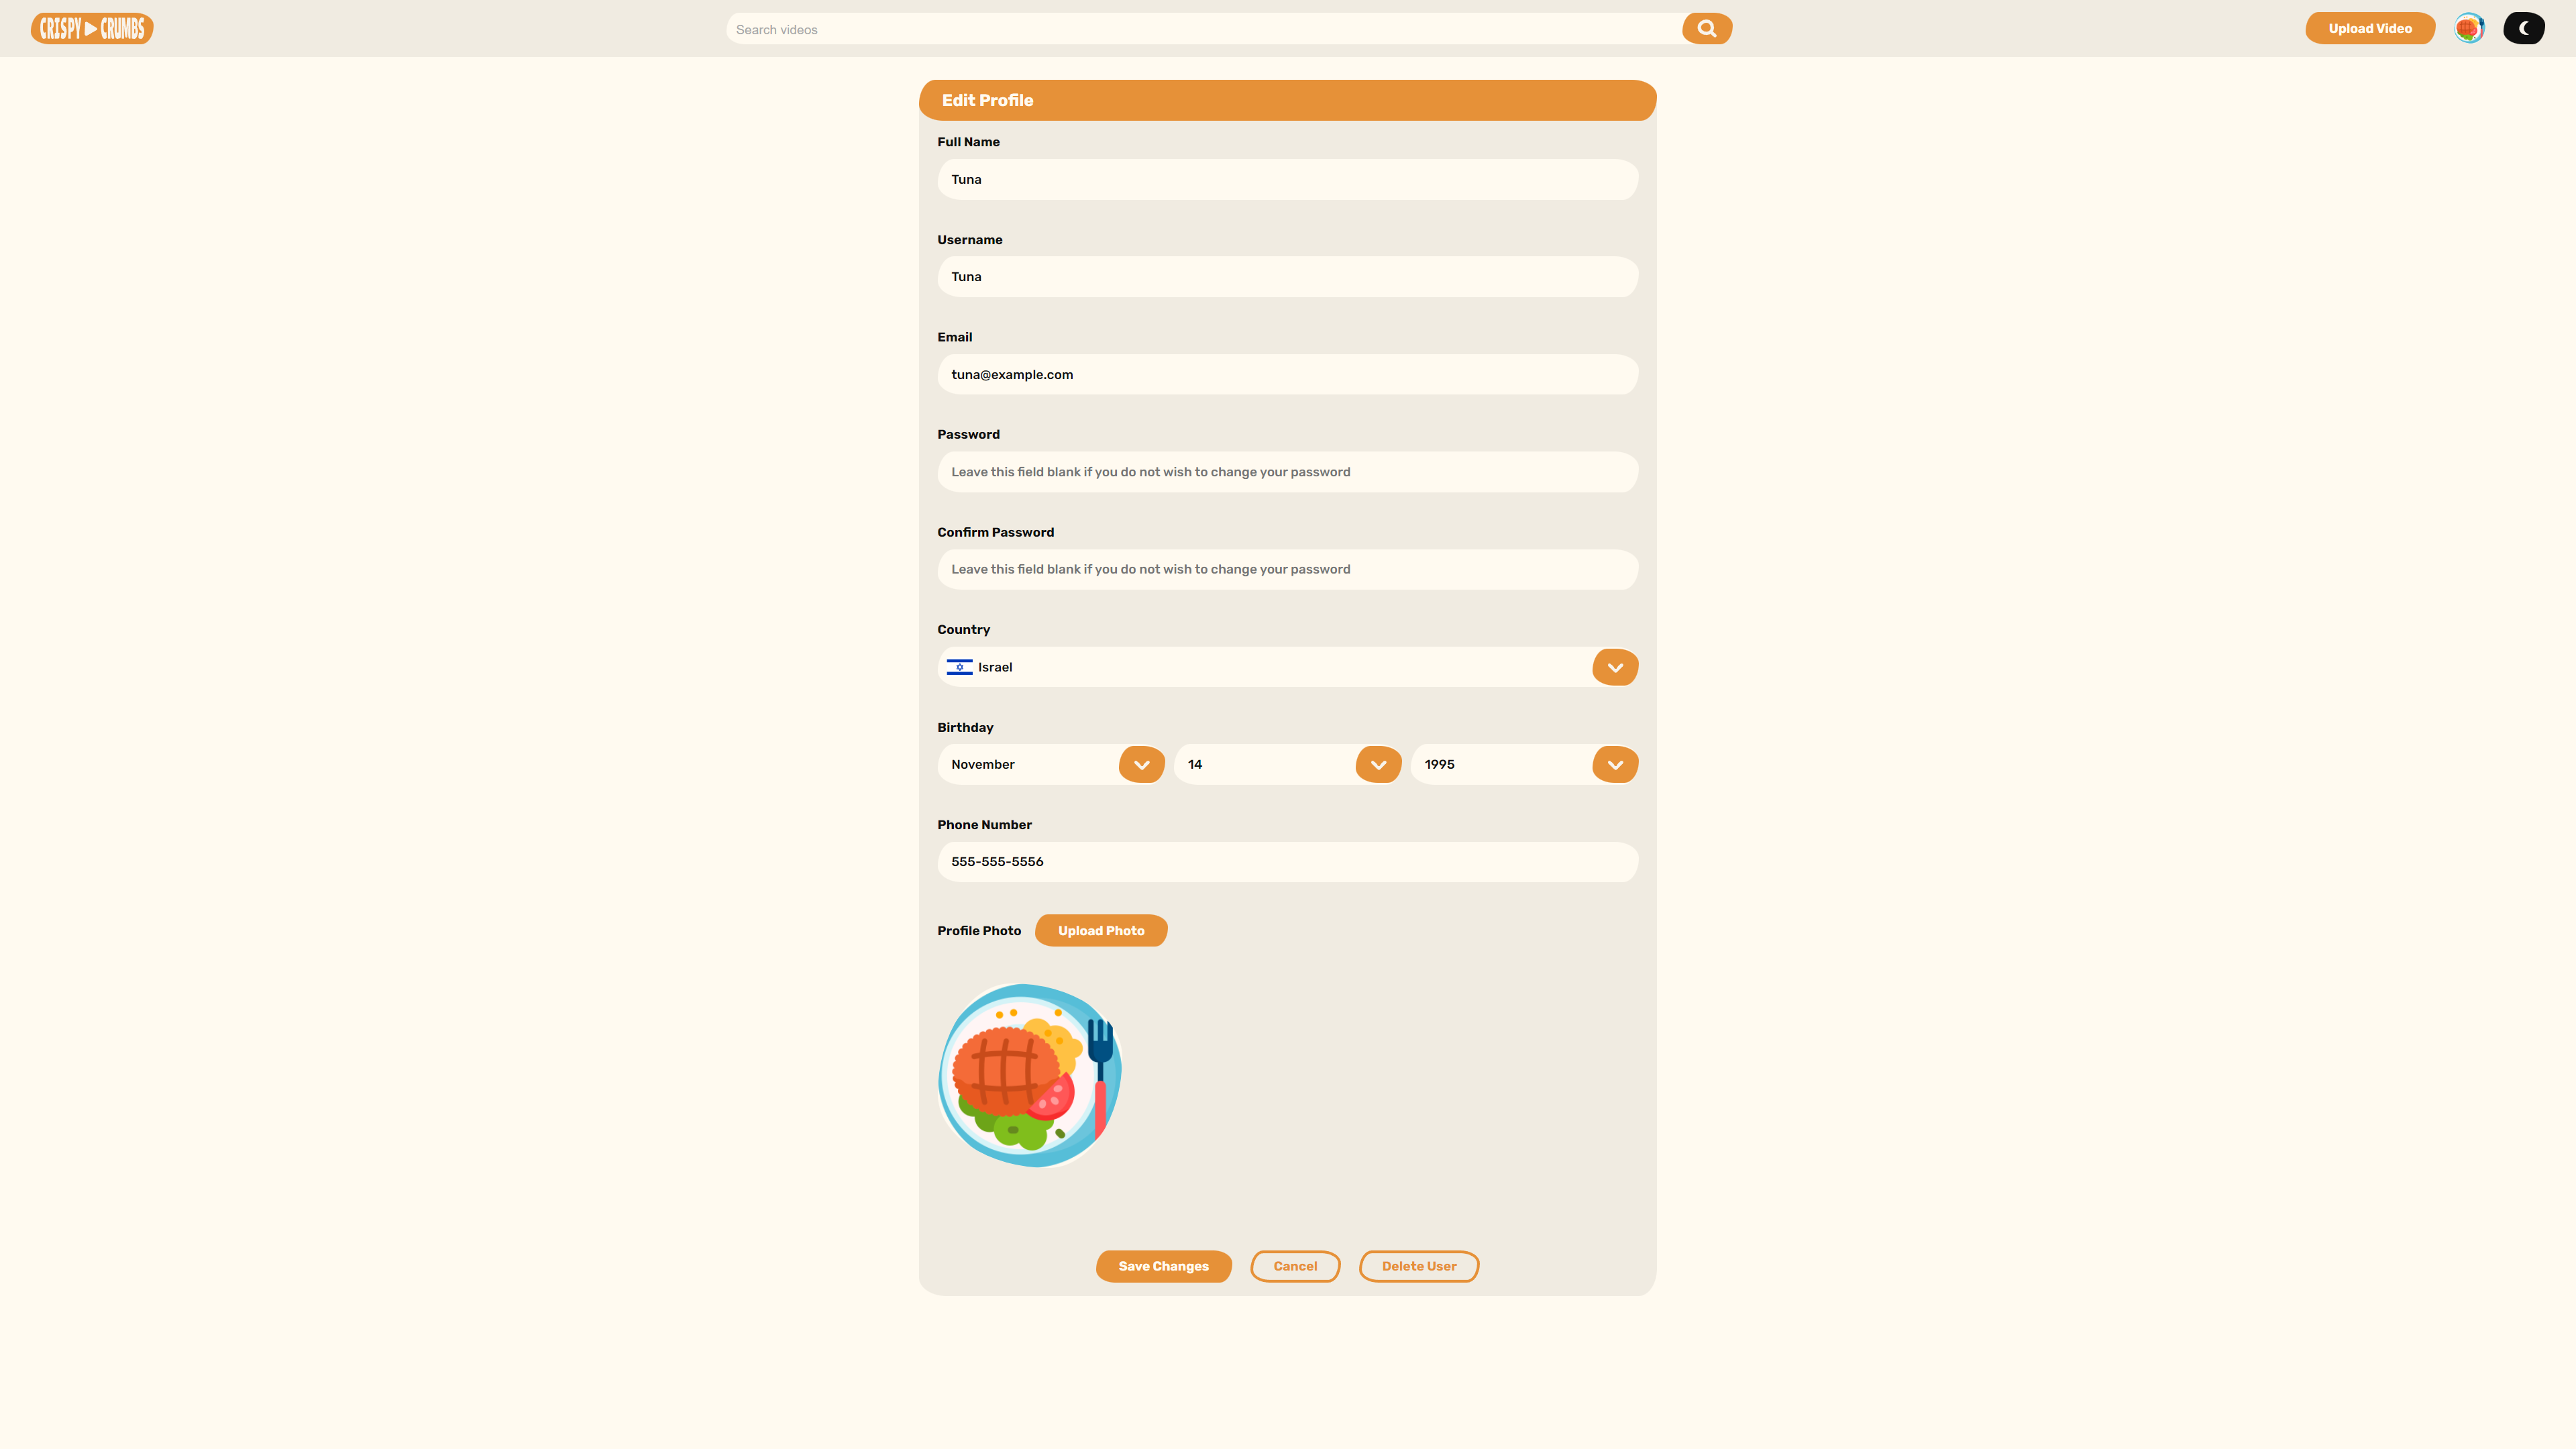 CRISPY CRUMBS
Search videos
Upload Video
Edit Profile
Full Name
Tuna
Username
Tuna
Email
tuna@example.com
Password
Leave this field blank if you do not wish to change your password
Confirm Password
Leave this field blank if you do not wish to change your password
Country
Israel
Birthday
November 14 1995
Phone Number
555-555-5556
Profile Photo Upload Photo
Save Changes Cancel Delete User